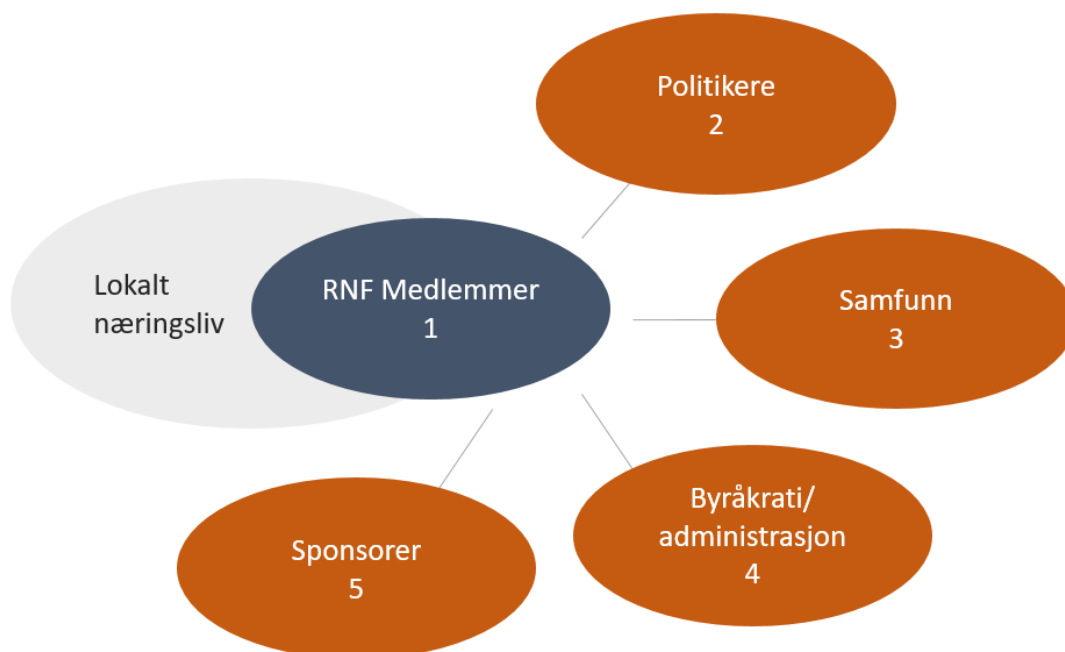 Politikere
2
Lokalt
næringsliv
RNF Medlemmer
1
Samfunn
3
Byråkrati/
administrasjon
4
Sponsorer
5